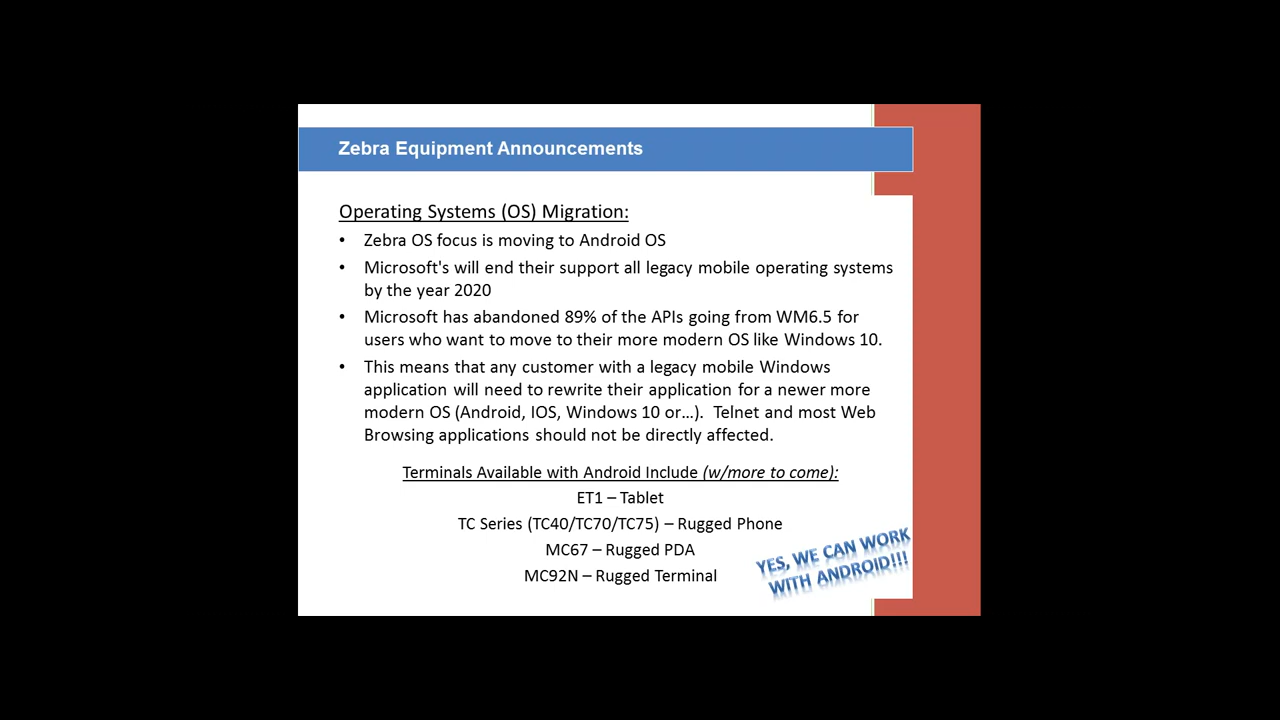 Zebra Equipment Announcements
Operating Systems (OS) Migration:
• Zebra OS focus is moving to Android OS
• Microsoft's will end their support all legacy mobile operating systems
by the year 2020
• Microsoft has abandoned 89% of the APIs going from WM6.5 for
users who want to move to their more modern OS like Windows 10.
• This means that any customer with a legacy mobile Windows
application will need to rewrite their application for a newer more
modern OS (Android, IOS, Windows 10 or…). Telnet and most Web
Browsing applications should not be directly affected.
Terminals Available with Android Include (w/more to come):
ET1 – Tablet
TC Series (TC40/TC70/TC75) – Rugged Phone
MC67 – Rugged PDA
MC92N – Rugged Terminal
YES, WE CAN WORK
WITH ANDROID!!!